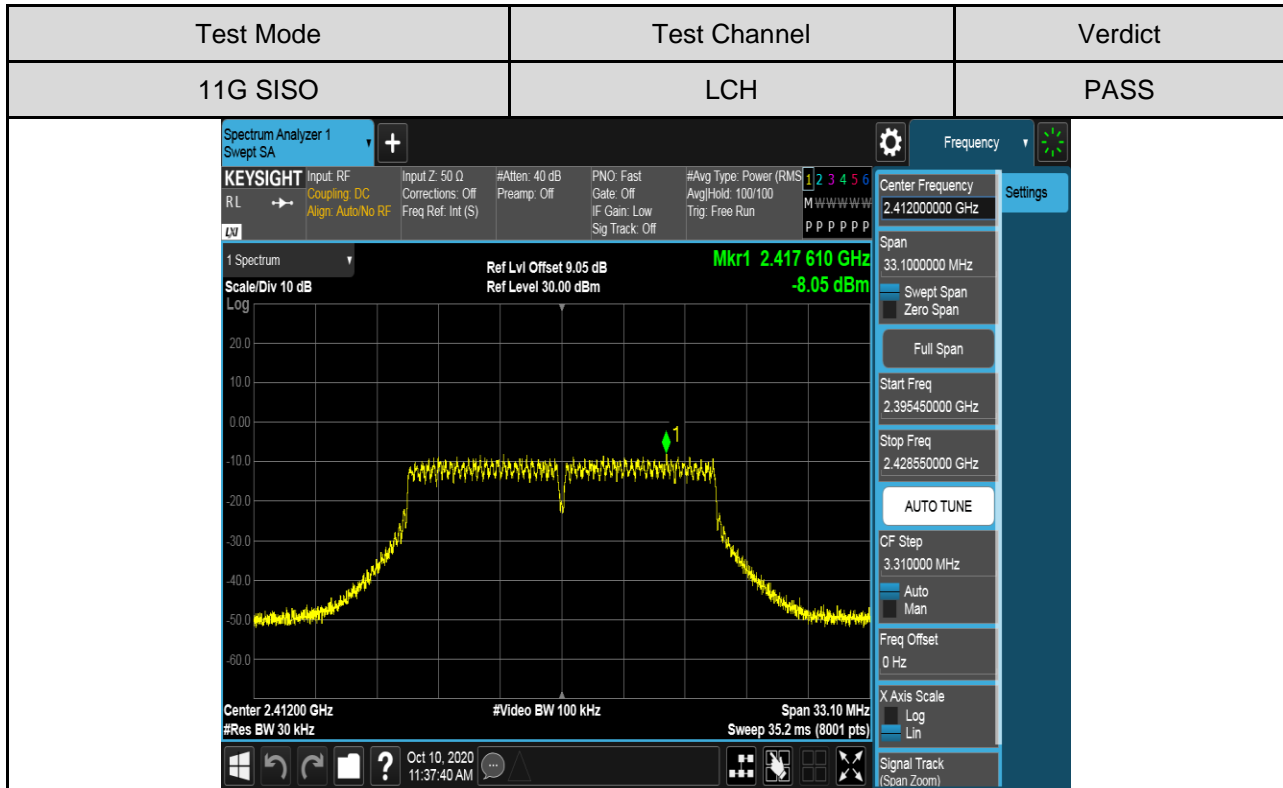 Test Mode Test Channel Verdict
11G SISO LCH PASS
Spectrum Analyzer 1
Swept SA
+
Frequency
KEYSIGHT
RL
LXI
Input: RF
Coupling: DC
Align: Auto/No RF
Input Z: 50 Ω
Corrections: Off
Freq Ref: Int (S)
#Atten: 40 dB
Preamp: Off
PNO: Fast
Gate: Off
IF Gain: Low
Sig Track: Off
#Avg Type: Power (RMS
Avg|Hold: 100/100
Trig: Free Run
1 2 3 4 5 6
M W W W W W
P P P P P P
1 Spectrum
Scale/Div 10 dB
Ref Lvl Offset 9.05 dB
Ref Level 30.00 dBm
Mkr1 2.417 610 GHz
-8.05 dBm
Log
20.0
10.0
0.00
-10.0
-20.0
-30.0
-40.0
-50.0
-60.0
1
Center 2.41200 GHz
#Res BW 30 kHz
#Video BW 100 kHz
Span 33.10 MHz
Sweep 35.2 ms (8001 pts)
Center Frequency
2.412000000 GHz
Settings
Span
33.1000000 MHz
Swept Span
Zero Span
Full Span
Start Freq
2.395450000 GHz
Stop Freq
2.428550000 GHz
AUTO TUNE
CF Step
3.310000 MHz
Auto
Man
Freq Offset
0 Hz
X Axis Scale
Log
Lin
Signal Track
(Span Zoom)
?
Oct 10, 2020
11:37:40 AM